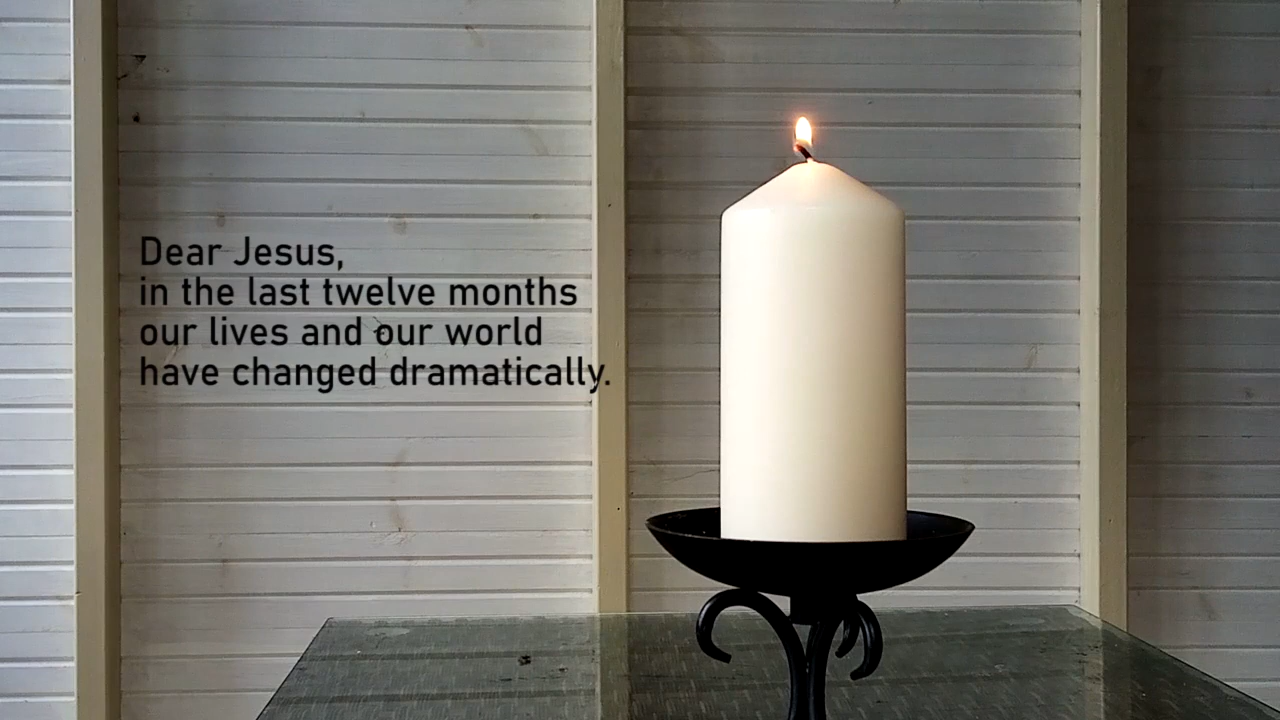 Dear Jesus,
in the last twelve months
our lives and our world
have changed dramatically.